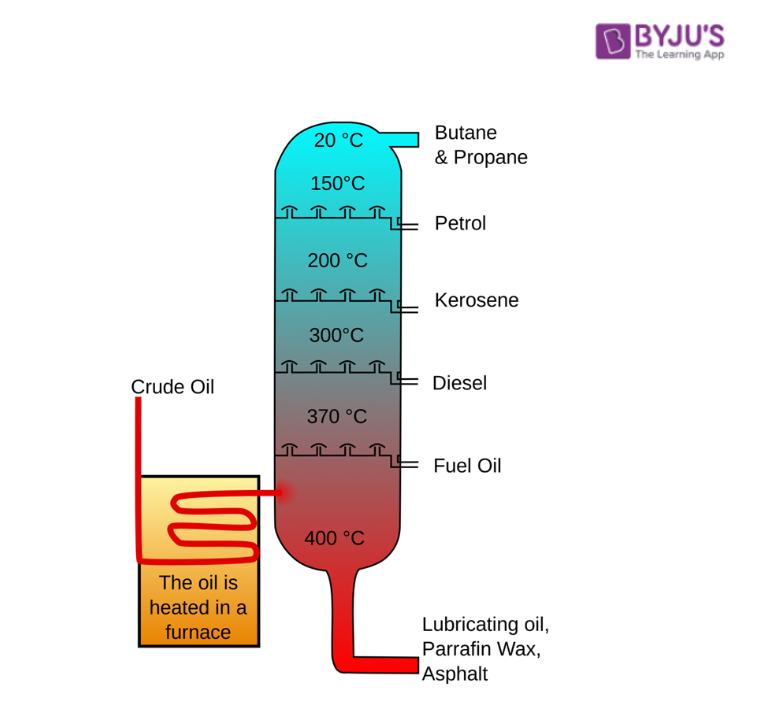 BYJU'S
The Learning App
20 °C
Butane
& Propane
150°C
Petrol
200 °C
Kerosene
300°C
Diesel
Crude Oil
370 °C
Fuel Oil
400 °C
The oil is
heated in a
furnace
Lubricating oil,
Parrafin Wax,
Asphalt